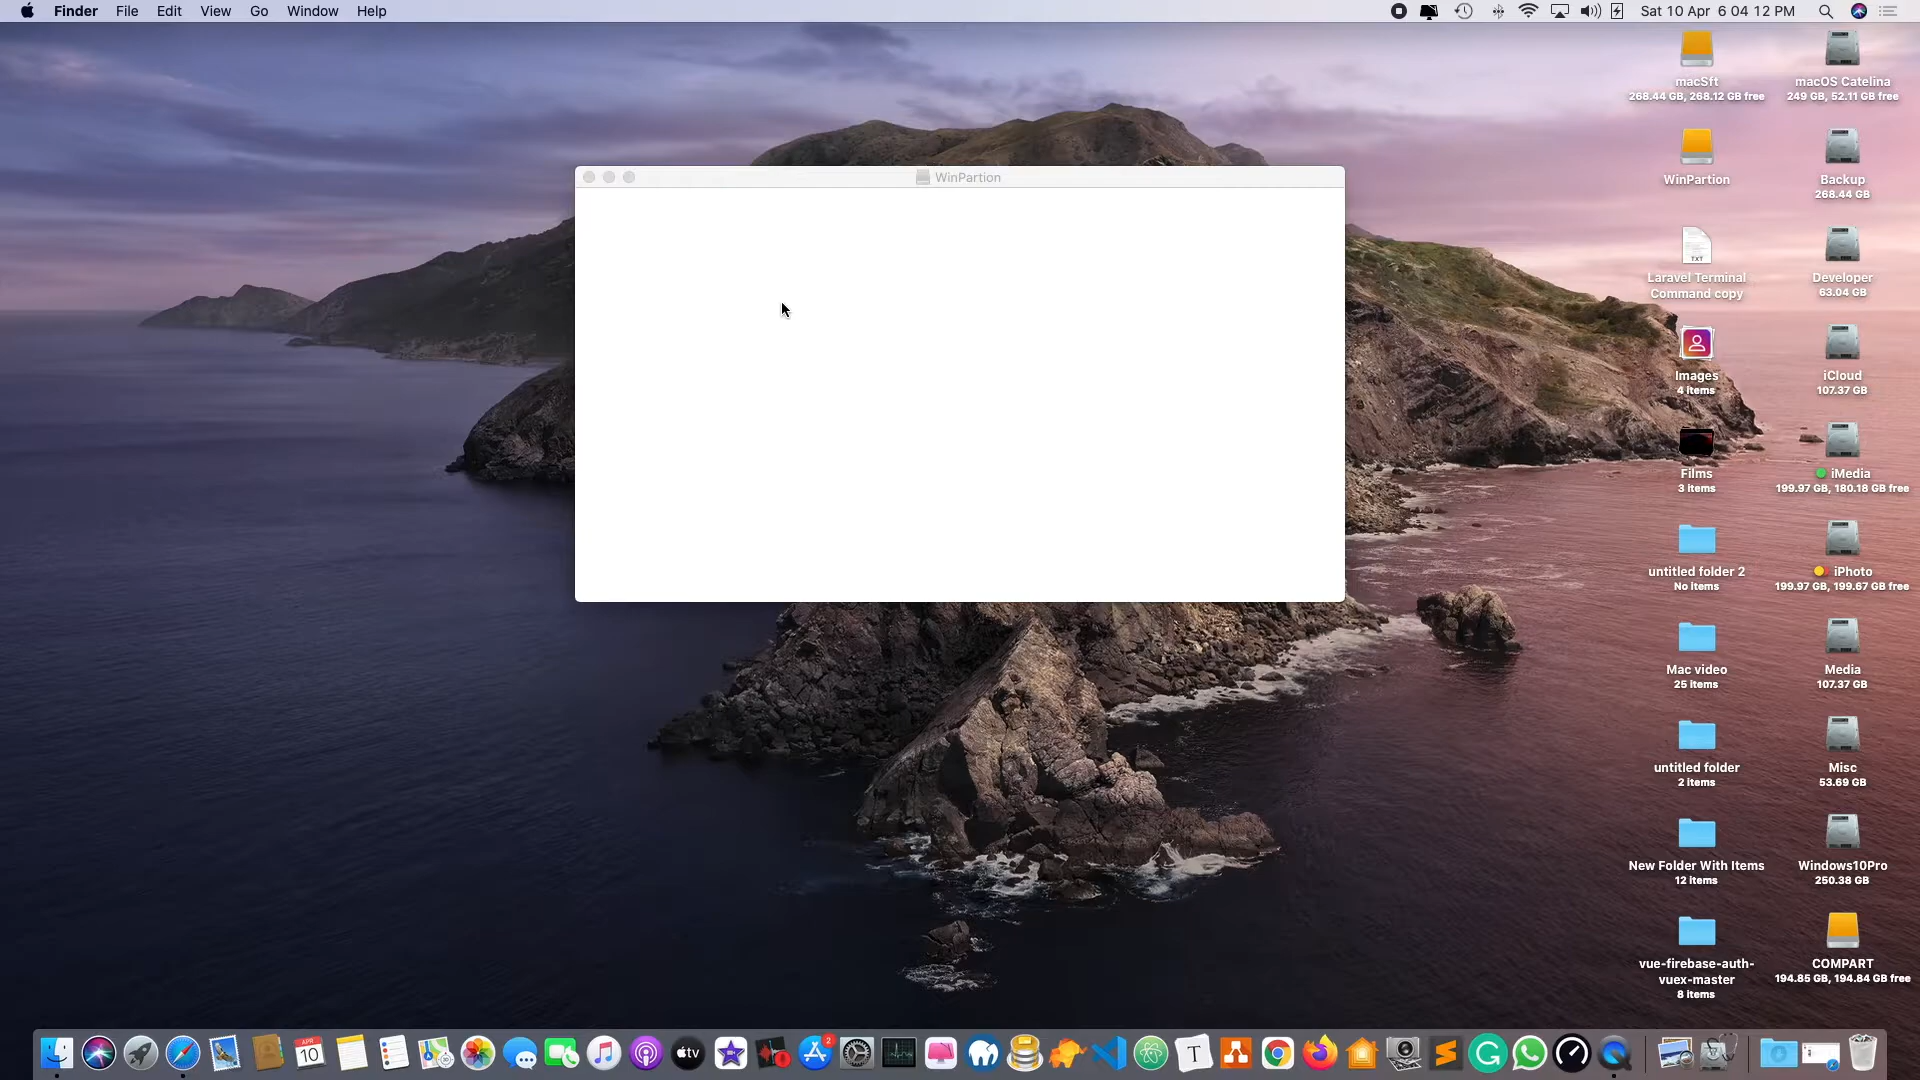 Finder File Edit View Go Window Help
Sat 10 Apr 6 04 12 PM
WinPartion
macSft
268.44 GB, 268.12 GB free
macOS Catelina
249 GB, 52.11 GB free
WinPartion
Backup
268.44 GB
TXT
Laravel Terminal
Command copy
Developer
63.04 GB
Images
4 items
iCloud
107.37 GB
Films
3 items
iMedia
199.97 GB, 180.18 GB free
untitled folder 2
No items
iPhoto
199.97 GB, 199.67 GB free
Mac video
25 items
Media
107.37 GB
untitled folder
2 items
Misc
53.69 GB
New Folder With Items
12 items
Windows10Pro
250.38 GB
vue-firebase-auth-
vuex-master
8 items
COMPART
194.85 GB, 194.84 GB free
APR
10
tv
2
T